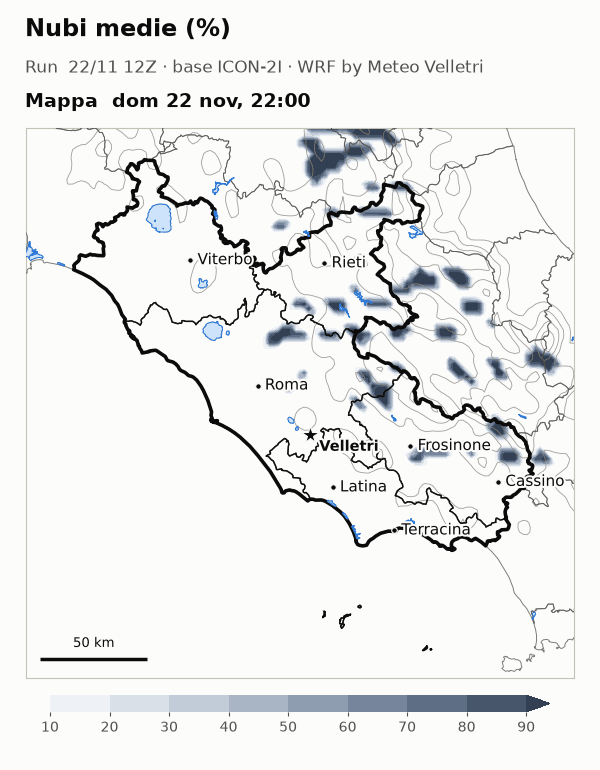 Nubi medie (%)
Run  22/11 12Z · base ICON-2I · WRF by Meteo Velletri
Mappa  dom 22 nov, 22:00
Viterbo
Rieti
Roma
Velletri
Frosinone
Cassino
Latina
Terracina
50 km
10 20 30 40 50 60 70 80 90